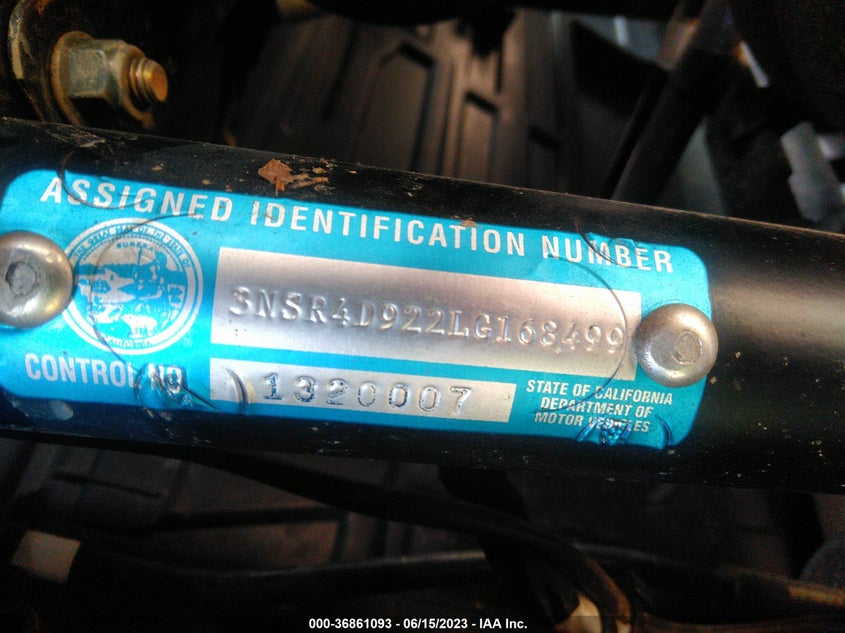 ASSIGNED IDENTIFICATION NUMBER
EUREKA
3NSR4D922LG168499
CONTROL NO.
1320007
STATE OF CALIFORNIA
DEPARTMENT OF
MOTOR VEHICLES
000-36861093 - 06/15/2023 - IAA Inc.